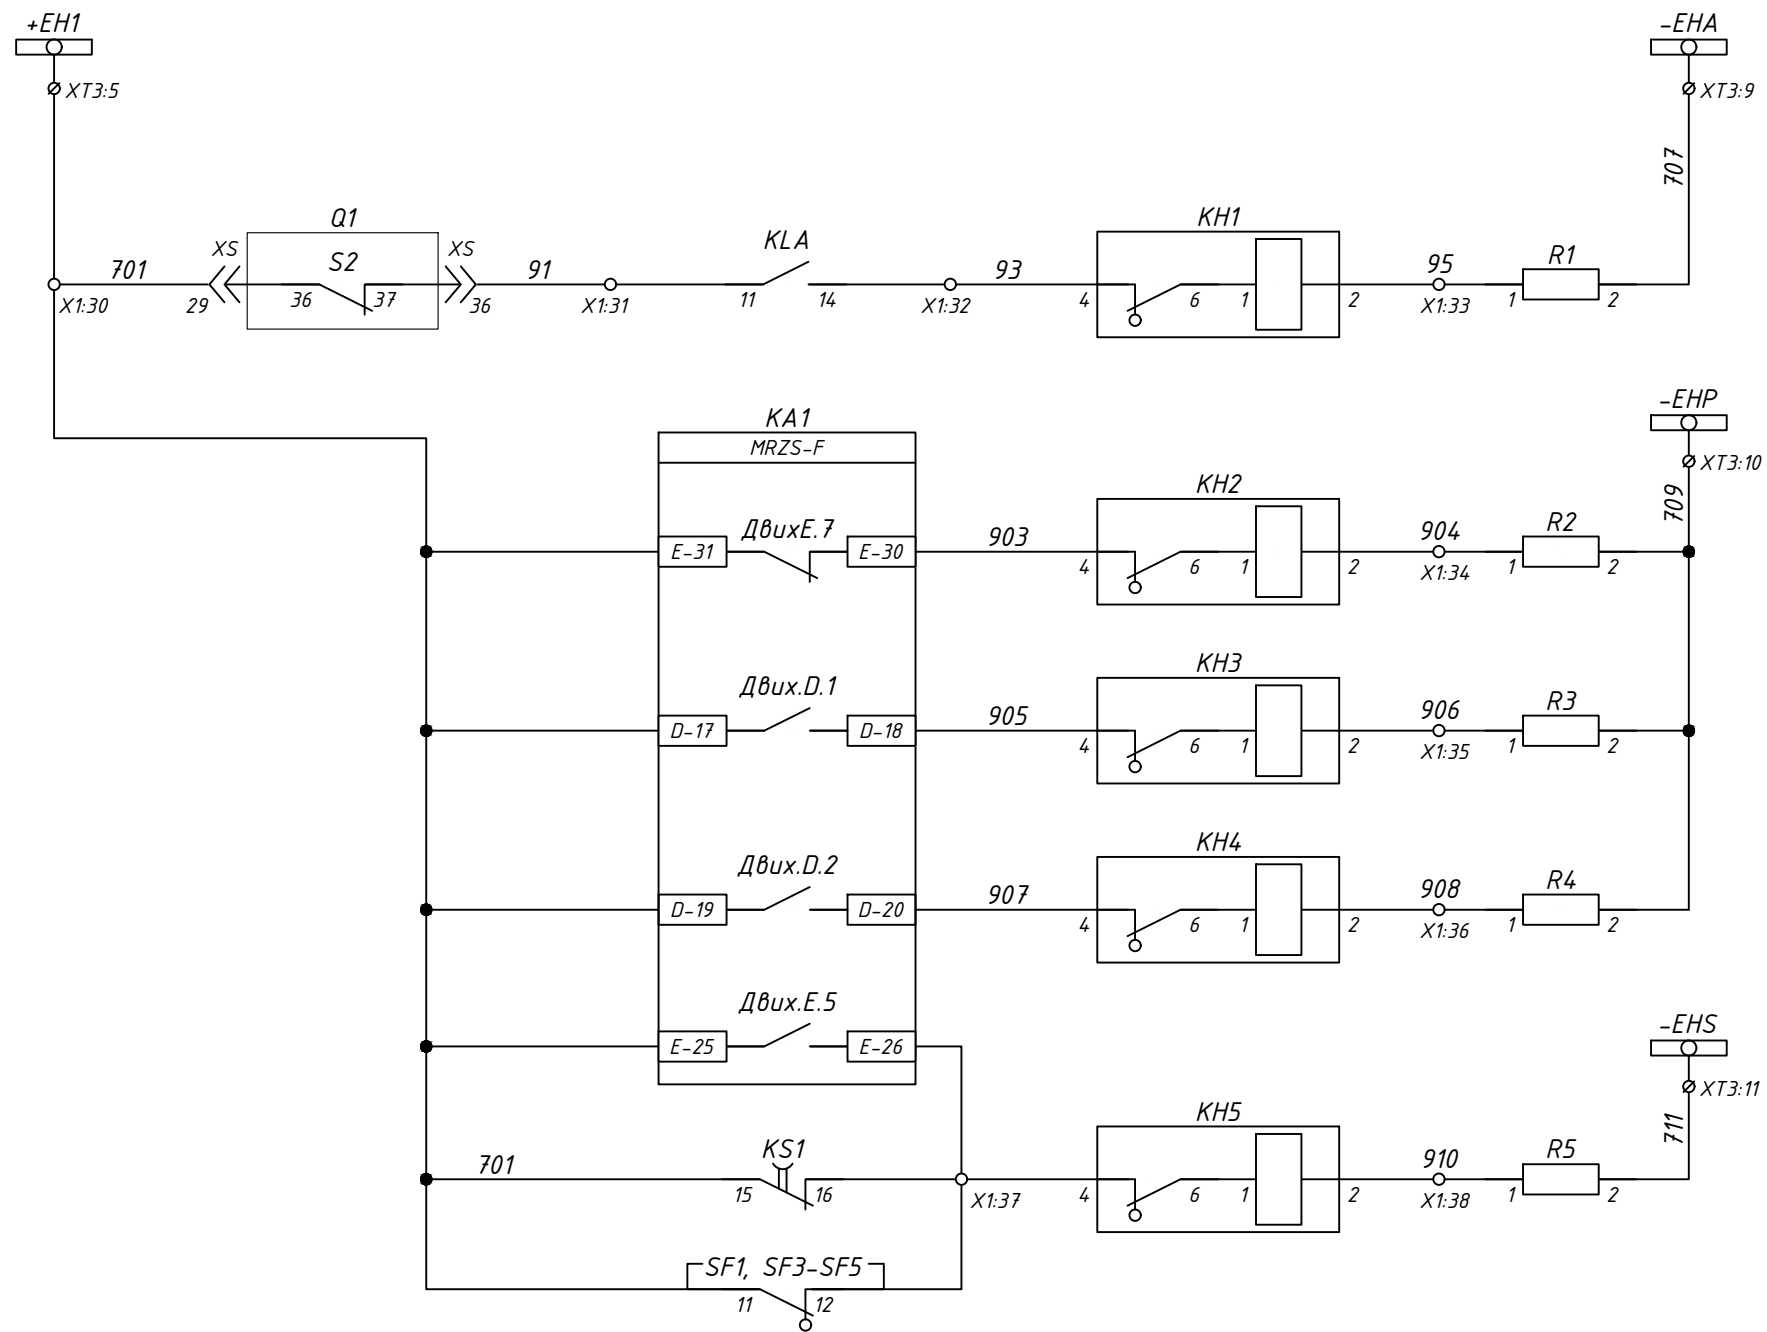 +EH1
-EHA
XT3:5
XT3:9
707
Q1
KH1
XS
S2
XS
KLA
701
91
93
95
R1
X1:30
29
36
37
36
X1:31
11
14
X1:32
4
6
1
2
X1:33
1
2
-EHP
KA1
MRZS-F
XT3:10
709
KH2
ДвихE.7
903
904
R2
E-31
E-30
4
6
1
2
X1:34
1
2
KH3
Двих.D.1
905
906
R3
D-17
D-18
4
6
1
2
X1:35
1
2
KH4
Двих.D.2
907
908
R4
D-19
D-20
4
6
1
2
X1:36
1
2
Двих.E.5
-EHS
E-25
E-26
XT3:11
711
KH5
701
KS1
910
R5
15
16
X1:37
4
6
1
2
X1:38
1
2
SF1, SF3-SF5
11
12